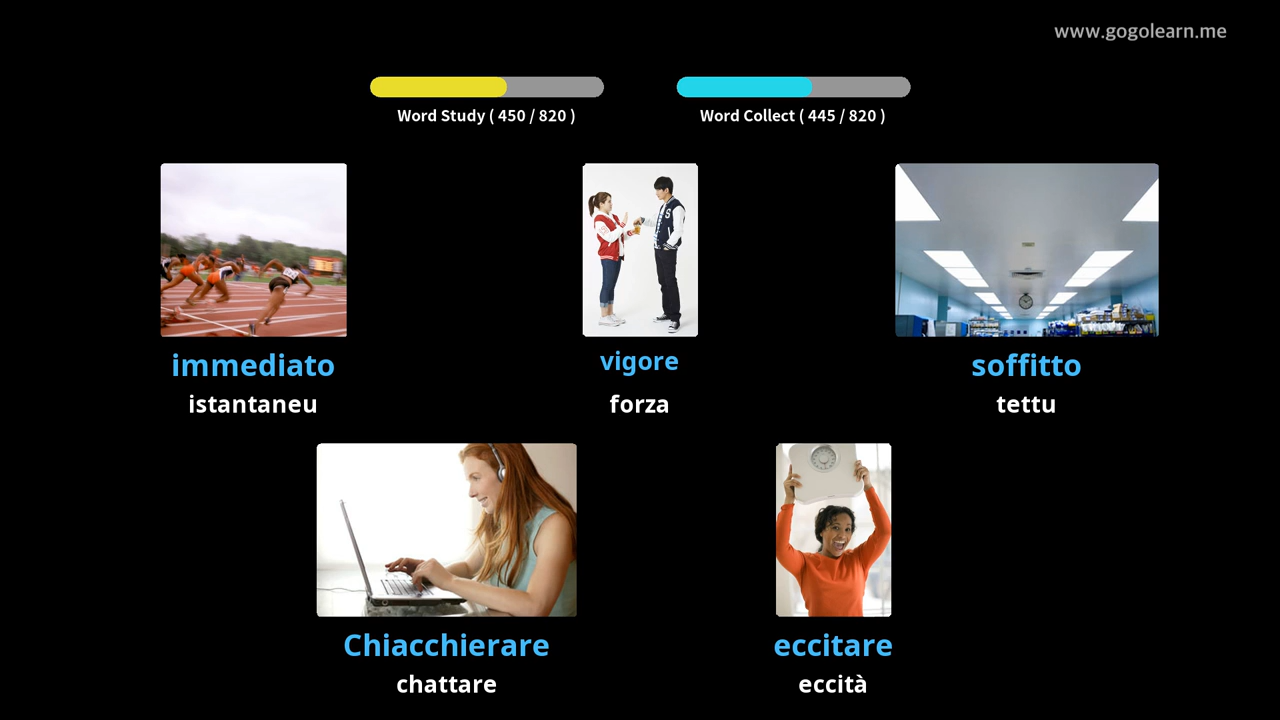 www.gogolearn.me
Word Study ( 450 / 820 )
Word Collect ( 445 / 820 )
immediato
istantaneu
vigore
forza
soffitto
tettu
Chiacchierare
chattare
eccitare
eccità